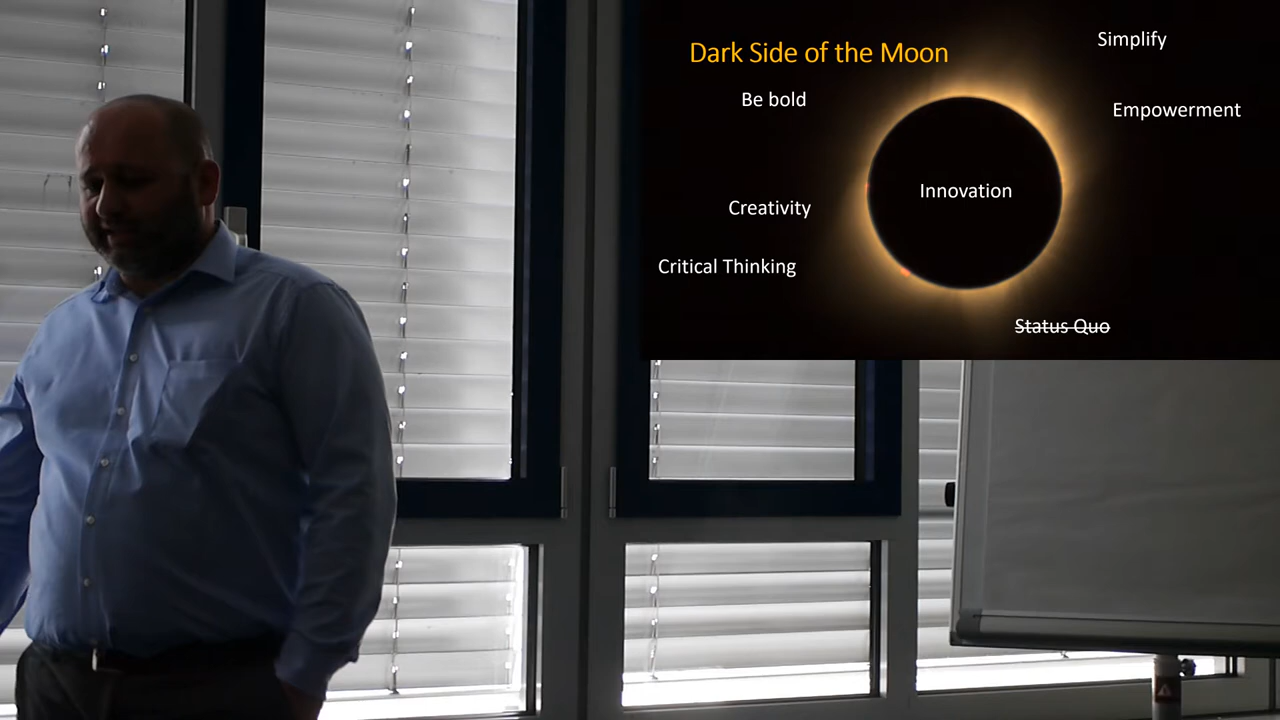 Dark Side of the Moon
Simplify
Be bold
Empowerment
Innovation
Creativity
Critical Thinking
Status Quo